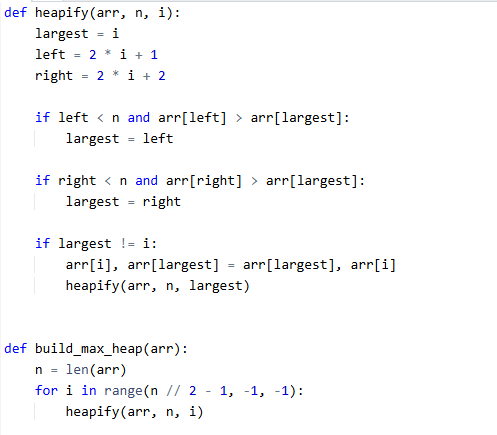 def heapify(arr, n, i):
    largest = i
    left = 2 * i + 1
    right = 2 * i + 2

    if left < n and arr[left] > arr[largest]:
        largest = left

    if right < n and arr[right] > arr[largest]:
        largest = right

    if largest != i:
        arr[i], arr[largest] = arr[largest], arr[i]
        heapify(arr, n, largest)


def build_max_heap(arr):
    n = len(arr)
    for i in range(n // 2 - 1, -1, -1):
        heapify(arr, n, i)